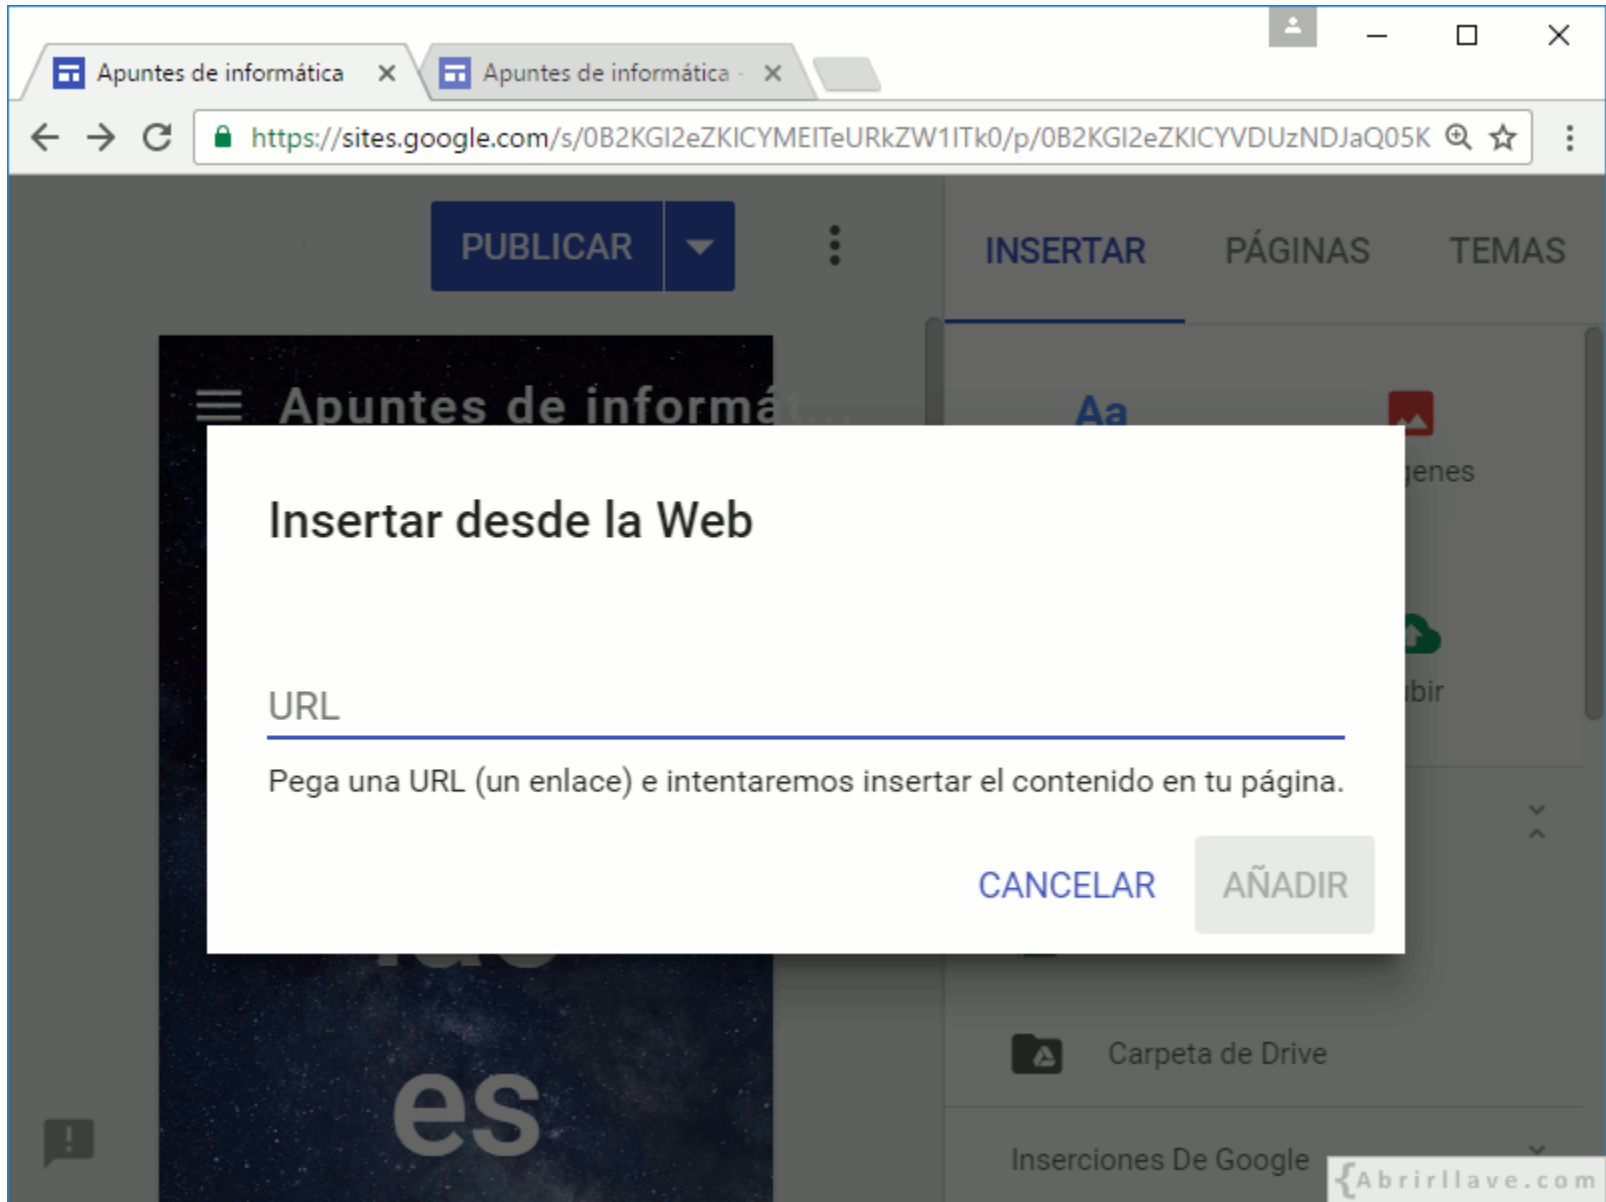 Apuntes de informática
Apuntes de informática -
https://sites.google.com/s/0B2KGI2eZKICYMEITeURkZW1ITk0/p/0B2KGI2eZKICYVDUzNDJaQ05K
PUBLICAR
INSERTAR PÁGINAS TEMAS
Apuntes de informát...
Aa
genes
Insertar desde la Web
URL
bir
Pega una URL (un enlace) e intentaremos insertar el contenido en tu página.
CANCELAR AÑADIR
Carpeta de Drive
es
Inserciones De Google
{Abrirllave.com